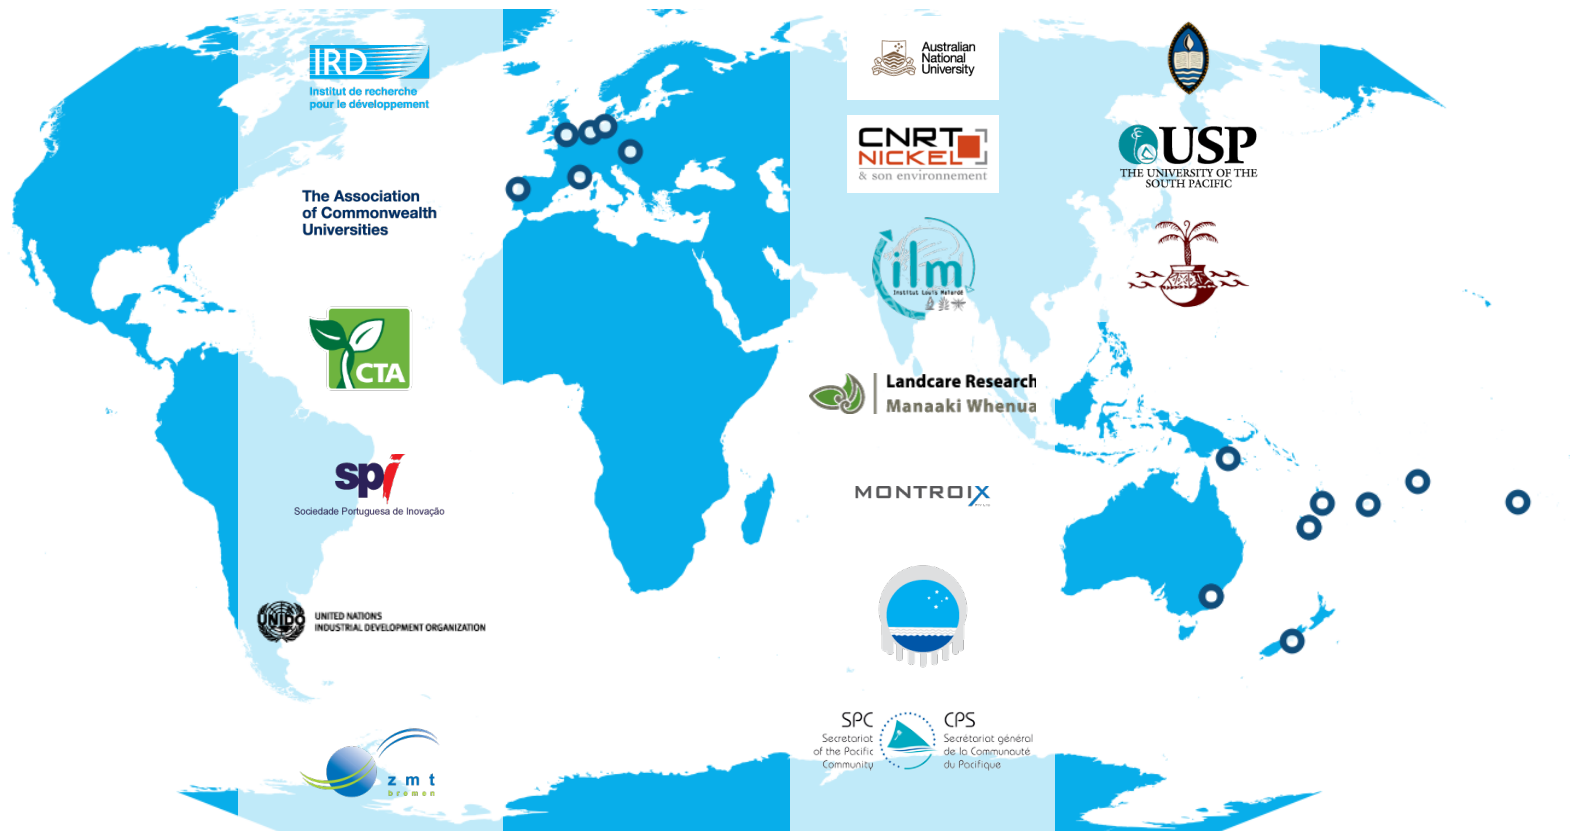 IRD
Institut de recherche
pour le développement
The Association
of Commonwealth
Universities
CTA
spi
Sociedade Portuguesa de Inovação
UNIDO
UNITED NATIONS
INDUSTRIAL DEVELOPMENT ORGANIZATION
zmt
bremen
Australian
National
University
CNRT
NICKEL
& son environnement
ilm
Institut Louis Malardé
Landcare Research
Manaaki Whenua
MONTROIX
SPC
Secretariat
of the Pacific
Community
CPS
Secrétariat général
de la Communauté
du Pacifique
USP
THE UNIVERSITY OF THE
SOUTH PACIFIC